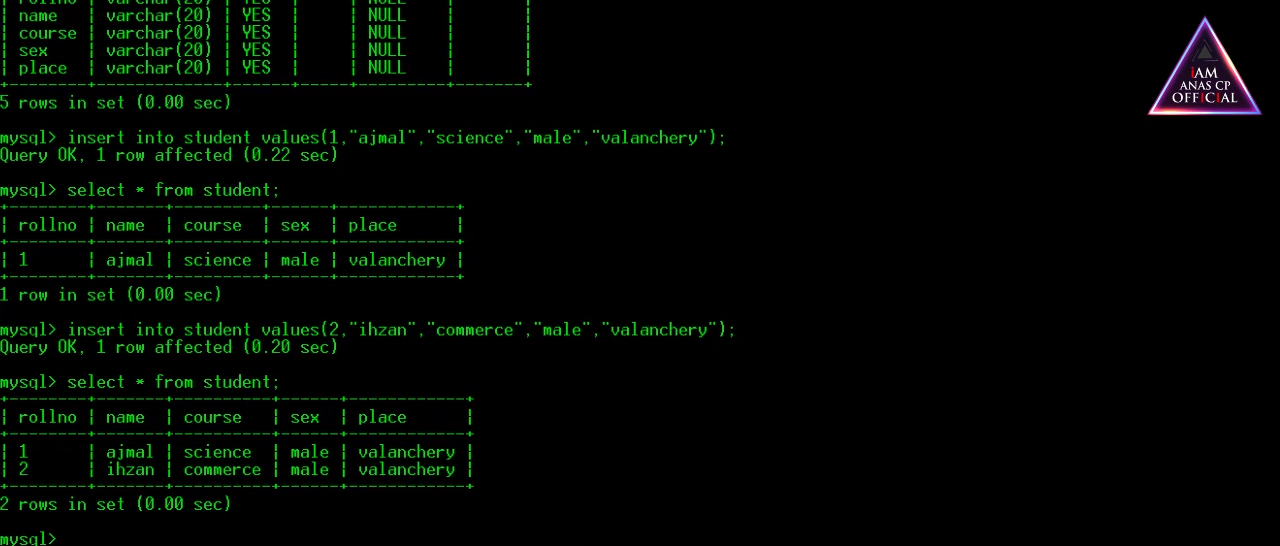 | rollno | varchar(20) | YES | | NULL | |
| name | varchar(20) | YES | | NULL | |
| course | varchar(20) | YES | | NULL | |
| sex | varchar(20) | YES | | NULL | |
| place | varchar(20) | YES | | NULL | |
+--------+-------------+------+-----+---------+-------+
5 rows in set (0.00 sec)
mysql> insert into student values(1,"ajmal","science","male","valanchery");
Query OK, 1 row affected (0.22 sec)
mysql> select * from student;
+--------+-------+---------+------+------------+
| rollno | name | course | sex | place |
+--------+-------+---------+------+------------+
| 1 | ajmal | science | male | valanchery |
+--------+-------+---------+------+------------+
1 row in set (0.00 sec)
mysql> insert into student values(2,"ihzan","commerce","male","valanchery");
Query OK, 1 row affected (0.20 sec)
mysql> select * from student;
+--------+-------+----------+------+------------+
| rollno | name | course | sex | place |
+--------+-------+----------+------+------------+
| 1 | ajmal | science | male | valanchery |
| 2 | ihzan | commerce | male | valanchery |
+--------+-------+----------+------+------------+
2 rows in set (0.00 sec)
mysql>
IAM
ANAS CP
OFFICIAL